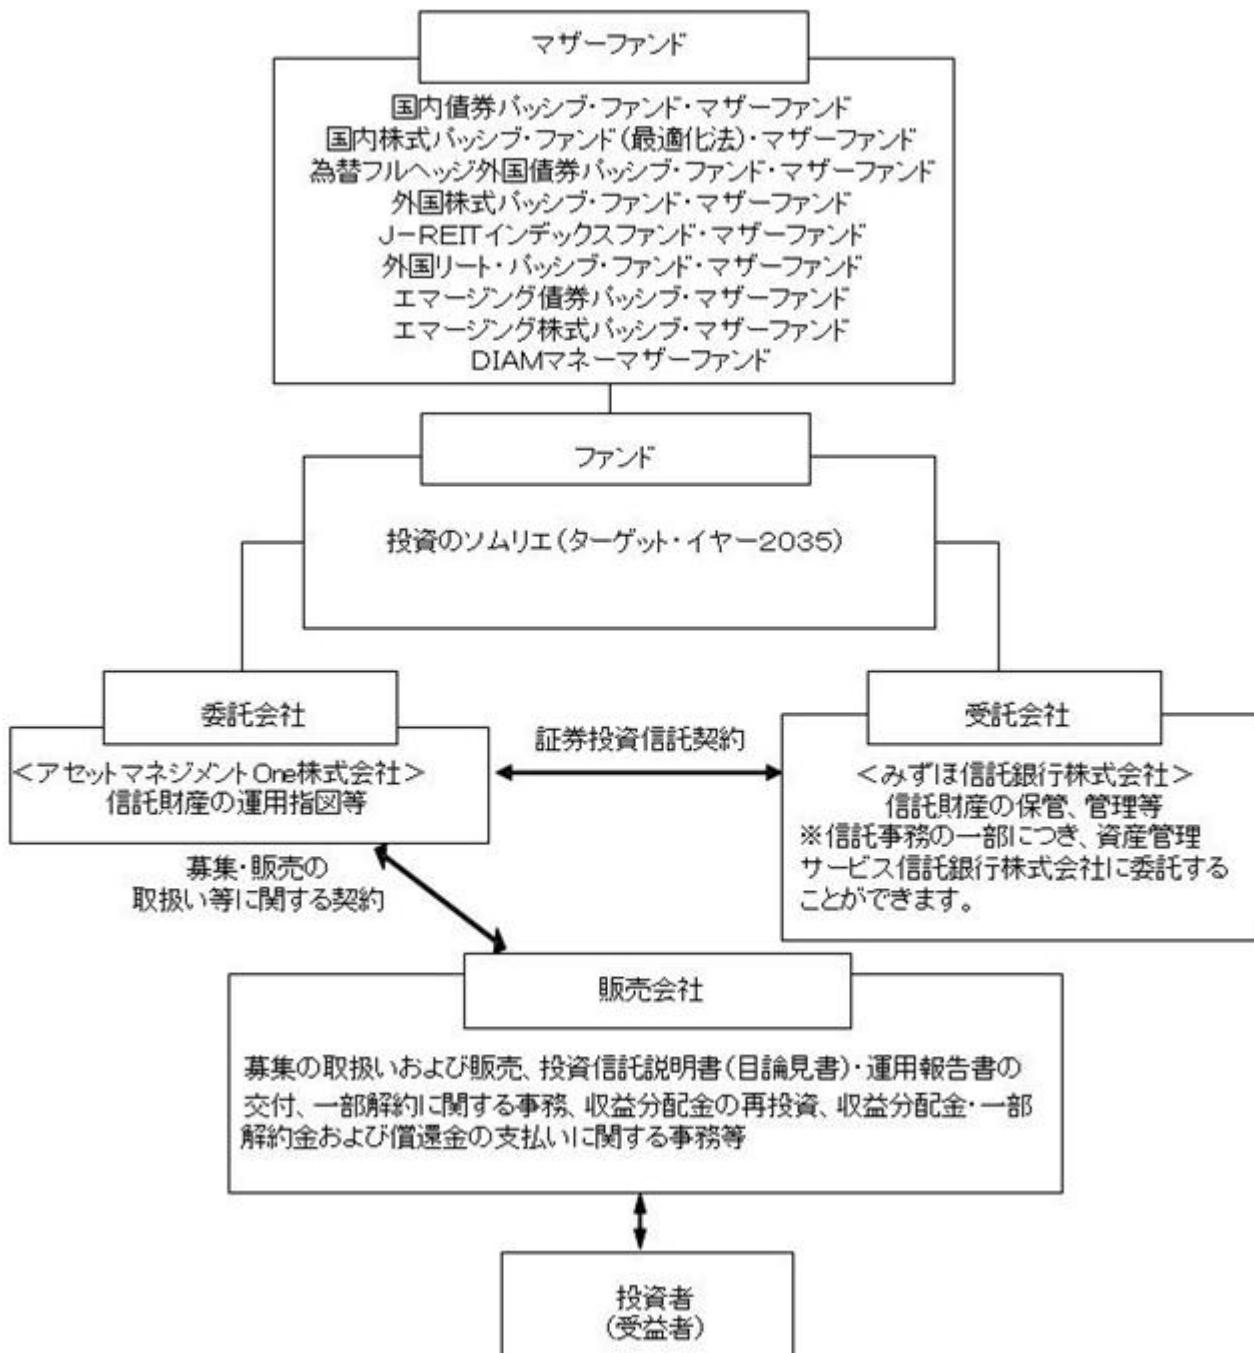 マザーファンド
国内債券パッシブ・ファンド・マザーファンド
国内株式パッシブ・ファンド(最適化法)・マザーファンド
為替フルヘッジ外国債券パッシブ・ファンド・マザーファンド
外国株式パッシブ・ファンド・マザーファンド
J-REITインデックスファンド・マザーファンド
外国リート・パッシブ・ファンド・マザーファンド
エマージング債券パッシブ・マザーファンド
エマージング株式パッシブ・マザーファンド
DIAMマネーマザーファンド
ファンド
投資のソムリエ(ターゲット・イヤー2035)
委託会社
<アセットマネジメントOne株式会社>
信託財産の運用指図等
証券投資信託契約
受託会社
<みずほ信託銀行株式会社>
信託財産の保管、管理等
※信託事務の一部につき、資産管理
サービス信託銀行株式会社に委託する
ことができます。
募集・販売の
取扱い等に関する契約
販売会社
募集の取扱いおよび販売、投資信託説明書(目論見書)・運用報告書の
交付、一部解約に関する事務、収益分配金の再投資、収益分配金・一部
解約金および償還金の支払いに関する事務等
投資者
(受益者)